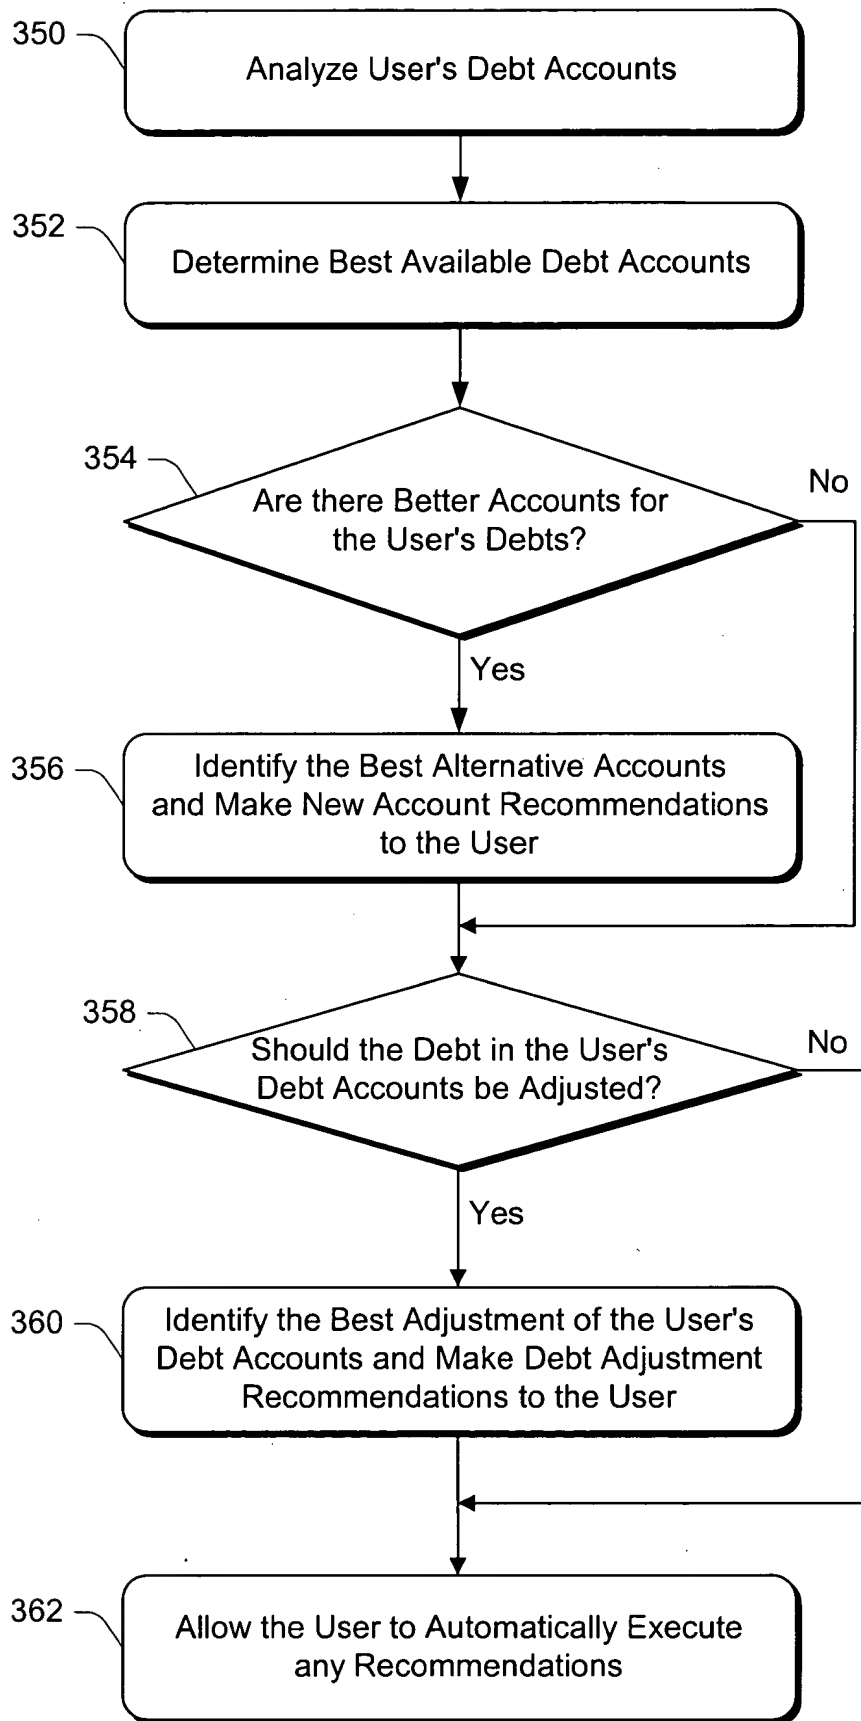 350
Analyze User's Debt Accounts
352
Determine Best Available Debt Accounts
354
Are there Better Accounts for
the User's Debts?
No
Yes
356
Identify the Best Alternative Accounts
and Make New Account Recommendations
to the User
358
Should the Debt in the User's
Debt Accounts be Adjusted?
No
Yes
360
Identify the Best Adjustment of the User's
Debt Accounts and Make Debt Adjustment
Recommendations to the User
362
Allow the User to Automatically Execute
any Recommendations